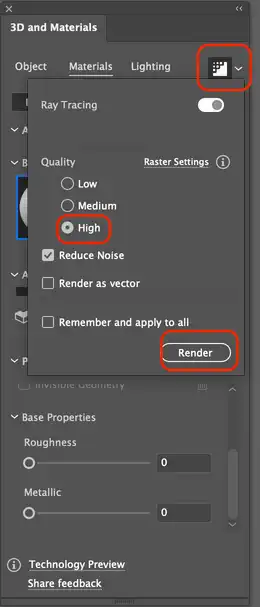 3D and Materials
Object Materials Lighting
Ray Tracing
Quality Raster Settings
Low
Medium
High
Reduce Noise
Render as vector
Remember and apply to all
Render
Invisible Geometry
Base Properties
Roughness
0
Metallic
0
Technology Preview
Share feedback